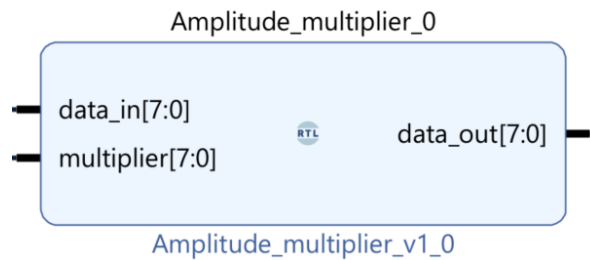 Amplitude_multiplier_0
data_in[7:0]
multiplier[7:0]
RTL
data_out[7:0]
Amplitude_multiplier_v1_0